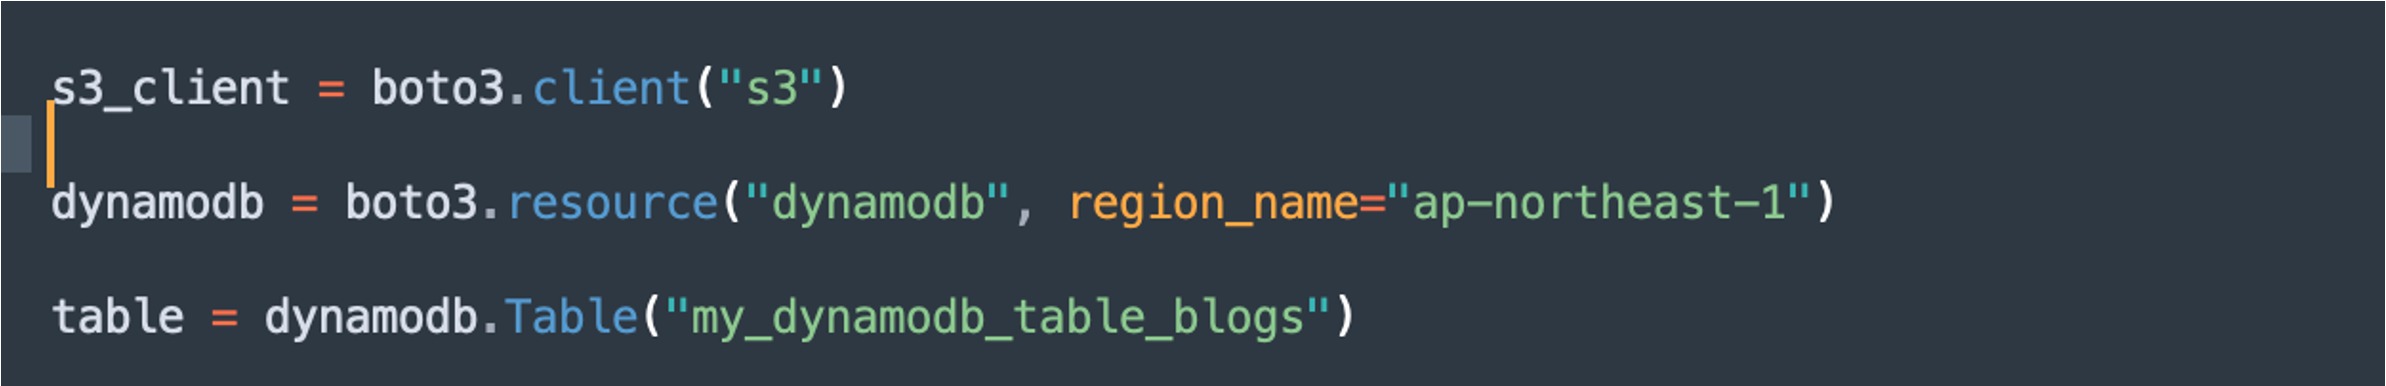 s3_client = boto3.client("s3")
dynamodb = boto3.resource("dynamodb", region_name="ap-northeast-1")
table = dynamodb.Table("my_dynamodb_table_blogs")